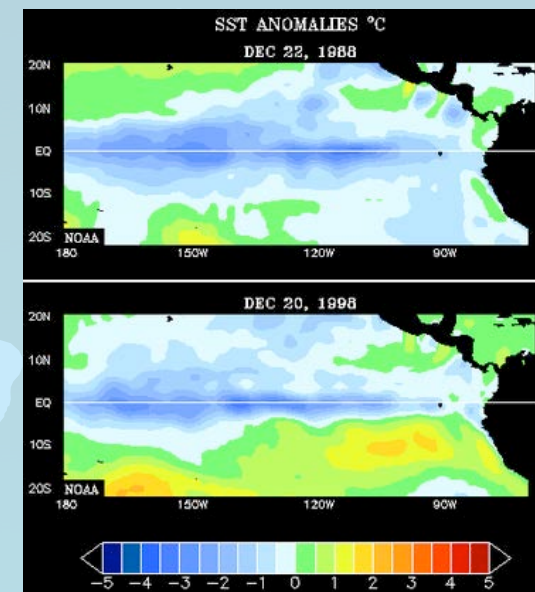 SST ANOMALIES °C
DEC 22, 1988
20N
10N
EQ
10S
20S
NOAA
180 150W 120W 90W
DEC 20, 1998
20N
10N
EQ
10S
20S
NOAA
180 150W 120W 90W
-5 -4 -3 -2 -1 0 1 2 3 4 5